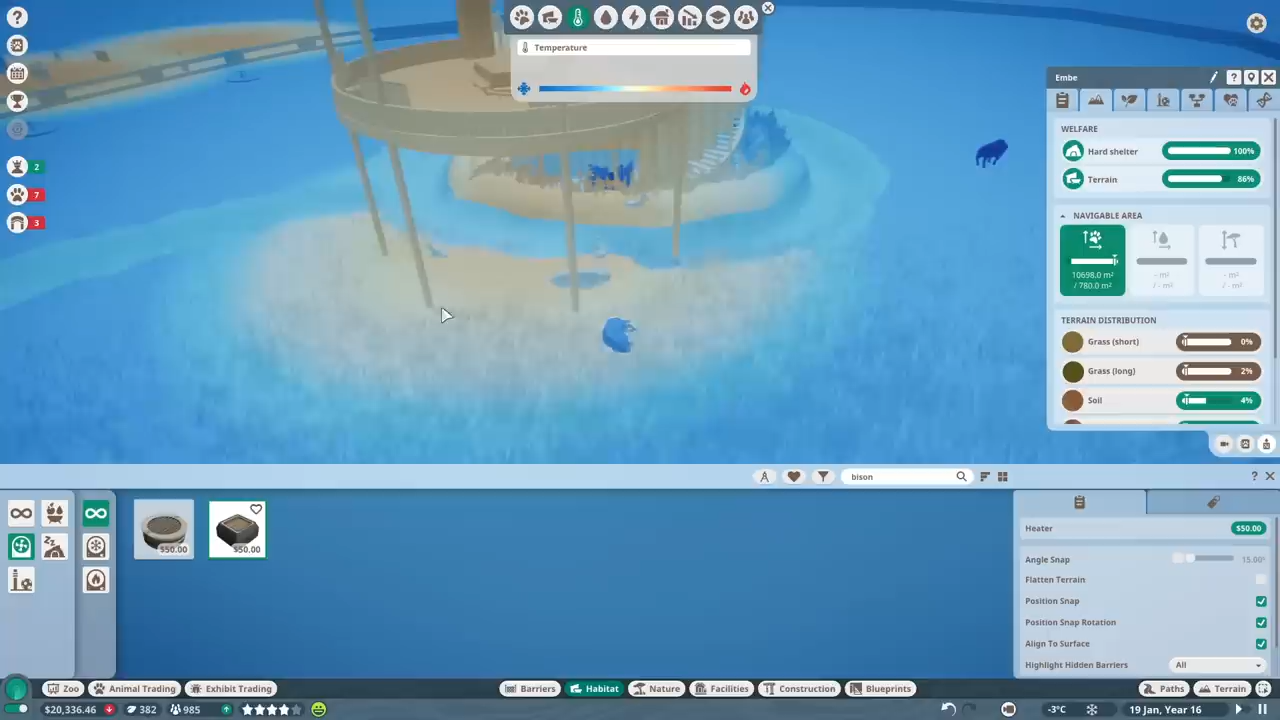 Temperature
2
7
3
Embe
?
WELFARE
Hard shelter 100%
Terrain 86%
NAVIGABLE AREA
10698.0 m² / 780.0 m²
- m² / - m²
- m² / - m²
TERRAIN DISTRIBUTION
Grass (short) 0%
Grass (long) 2%
Soil 4%
bison
?
$50.00
$50.00
Heater $50.00
Angle Snap 15.00°
Flatten Terrain
Position Snap
Position Snap Rotation
Align To Surface
Highlight Hidden Barriers All
Zoo
Animal Trading
Exhibit Trading
Barriers
Habitat
Nature
Facilities
Construction
Blueprints
Paths
Terrain
$20,336.46
382
985
-3°C
19 Jan, Year 16